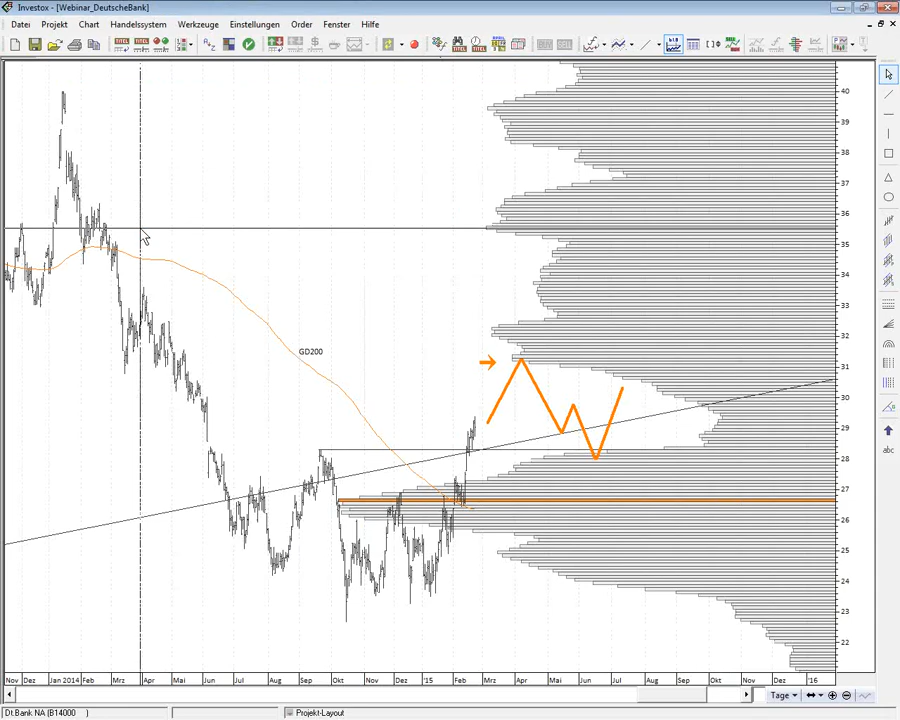 Investox - [Webinar_DeutscheBank]
Datei Projekt Chart Handelssystem Werkzeuge Einstellungen Order Fenster Hilfe
40
39
38
37
36
35
34
33
32
GD200
31
30
29
28
27
26
25
24
23
22
Nov Dez Jan 2014 Feb Mrz Apr Mai Jun Jul Aug Sep Okt Nov Dez '15 Feb Mrz Apr Mai Jun Jul Aug Sep Okt Nov Dez '16
Tage
Dt.Bank NA (B14000 ) Projekt-Layout
abc